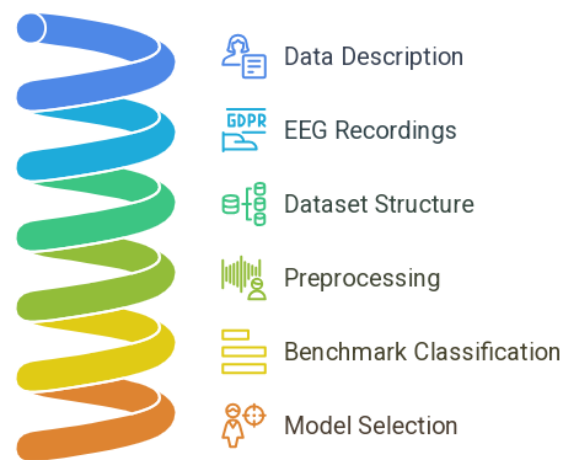 Data Description
GDPR
EEG Recordings
Dataset Structure
Preprocessing
Benchmark Classification
Model Selection